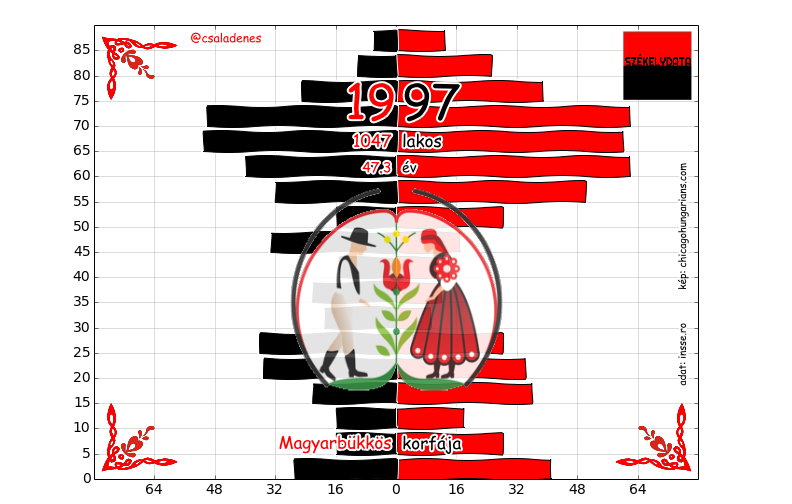 @csaladenes
SZÉKELYDATA
1997
1047 lakos
47.3 év
kép: chicagohungarians.com
adat: insse.ro
Magyarbükkös korfája
85
80
75
70
65
60
55
50
45
40
35
30
25
20
15
10
5
0
64 48 32 16 0 16 32 48 64